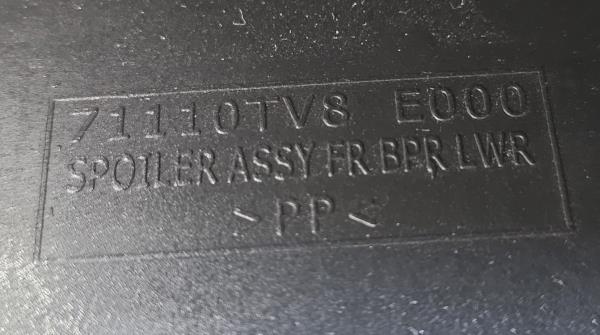 71110TV8 E000
SPOILER ASSY FR BPR LWR
>PP<